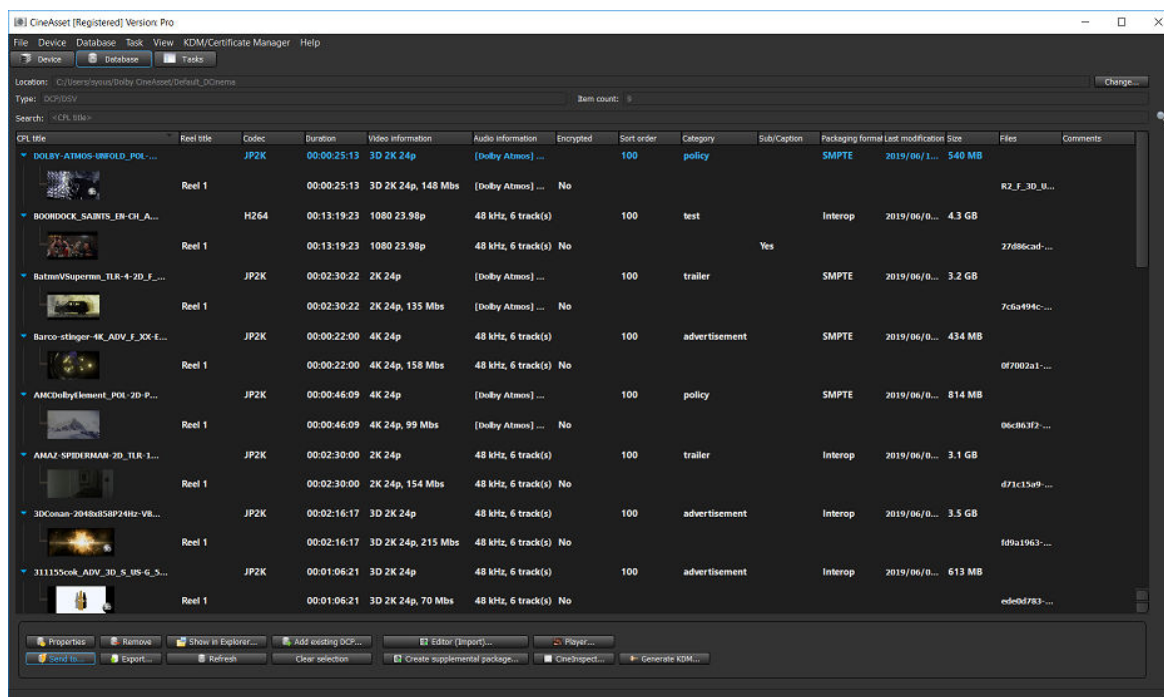 CineAsset [Registered] Version: Pro
File Device Database Task View KDM/Certificate Manager Help
Device Database Tasks
Location: C:/Users/syous/Dolby CineAsset/Default_DCinema Change...
Type: DCP/DSV Item count: 8
Search: <CPL title>
CPL title Reel title Codec Duration Video information Audio information Encrypted Sort order Category Sub/Caption Packaging format Last modification Size Files Comments
DOLBY-ATMOS-UNFOLD_POL-... JP2K 00:00:25:13 3D 2K 24p [Dolby Atmos] ... 100 policy SMPTE 2019/06/1... 540 MB
Reel 1 00:00:25:13 3D 2K 24p, 148 Mbs [Dolby Atmos] ... No R2_F_3D_U...
BOONDOCK_SAINTS_EN-CH_A... H264 00:13:19:23 1080 23.98p 48 kHz, 6 track(s) 100 test Interop 2019/06/0... 4.3 GB
Reel 1 00:13:19:23 1080 23.98p 48 kHz, 6 track(s) No Yes 27d86cad-...
BatmnVSupermn_TLR-4-2D_F_... JP2K 00:02:30:22 2K 24p [Dolby Atmos] ... 100 trailer SMPTE 2019/06/0... 3.2 GB
Reel 1 00:02:30:22 2K 24p, 135 Mbs [Dolby Atmos] ... No 7c6a494c-...
Barco-stinger-4K_ADV_F_XX-E... JP2K 00:00:22:00 4K 24p 48 kHz, 6 track(s) 100 advertisement SMPTE 2019/06/0... 434 MB
Reel 1 00:00:22:00 4K 24p, 158 Mbs 48 kHz, 6 track(s) No 0f7002a1-...
AMCDolbyElement_POL-2D-P... JP2K 00:00:46:09 4K 24p [Dolby Atmos] ... 100 policy SMPTE 2019/06/0... 814 MB
Reel 1 00:00:46:09 4K 24p, 99 Mbs [Dolby Atmos] ... No 06c863f2-...
AMAZ-SPIDERMAN-2D_TLR-1... JP2K 00:02:30:00 2K 24p 48 kHz, 6 track(s) 100 trailer Interop 2019/06/0... 3.1 GB
Reel 1 00:02:30:00 2K 24p, 154 Mbs 48 kHz, 6 track(s) No d71c15a9-...
3DConan-2048x858P24Hz-VB... JP2K 00:02:16:17 3D 2K 24p 48 kHz, 6 track(s) 100 advertisement Interop 2019/06/0... 3.5 GB
Reel 1 00:02:16:17 3D 2K 24p, 215 Mbs 48 kHz, 6 track(s) No fd9a1963-...
311155cok_ADV_3D_S_US-G_5... JP2K 00:01:06:21 3D 2K 24p 48 kHz, 6 track(s) 100 advertisement Interop 2019/06/0... 613 MB
Reel 1 00:01:06:21 3D 2K 24p, 70 Mbs 48 kHz, 6 track(s) No ede0d783-...
Properties Remove Show in Explorer... Add existing DCP... Editor (Import)... Player...
Send to... Export... Refresh Clear selection Create supplemental package... CineInspect... Generate KDM...